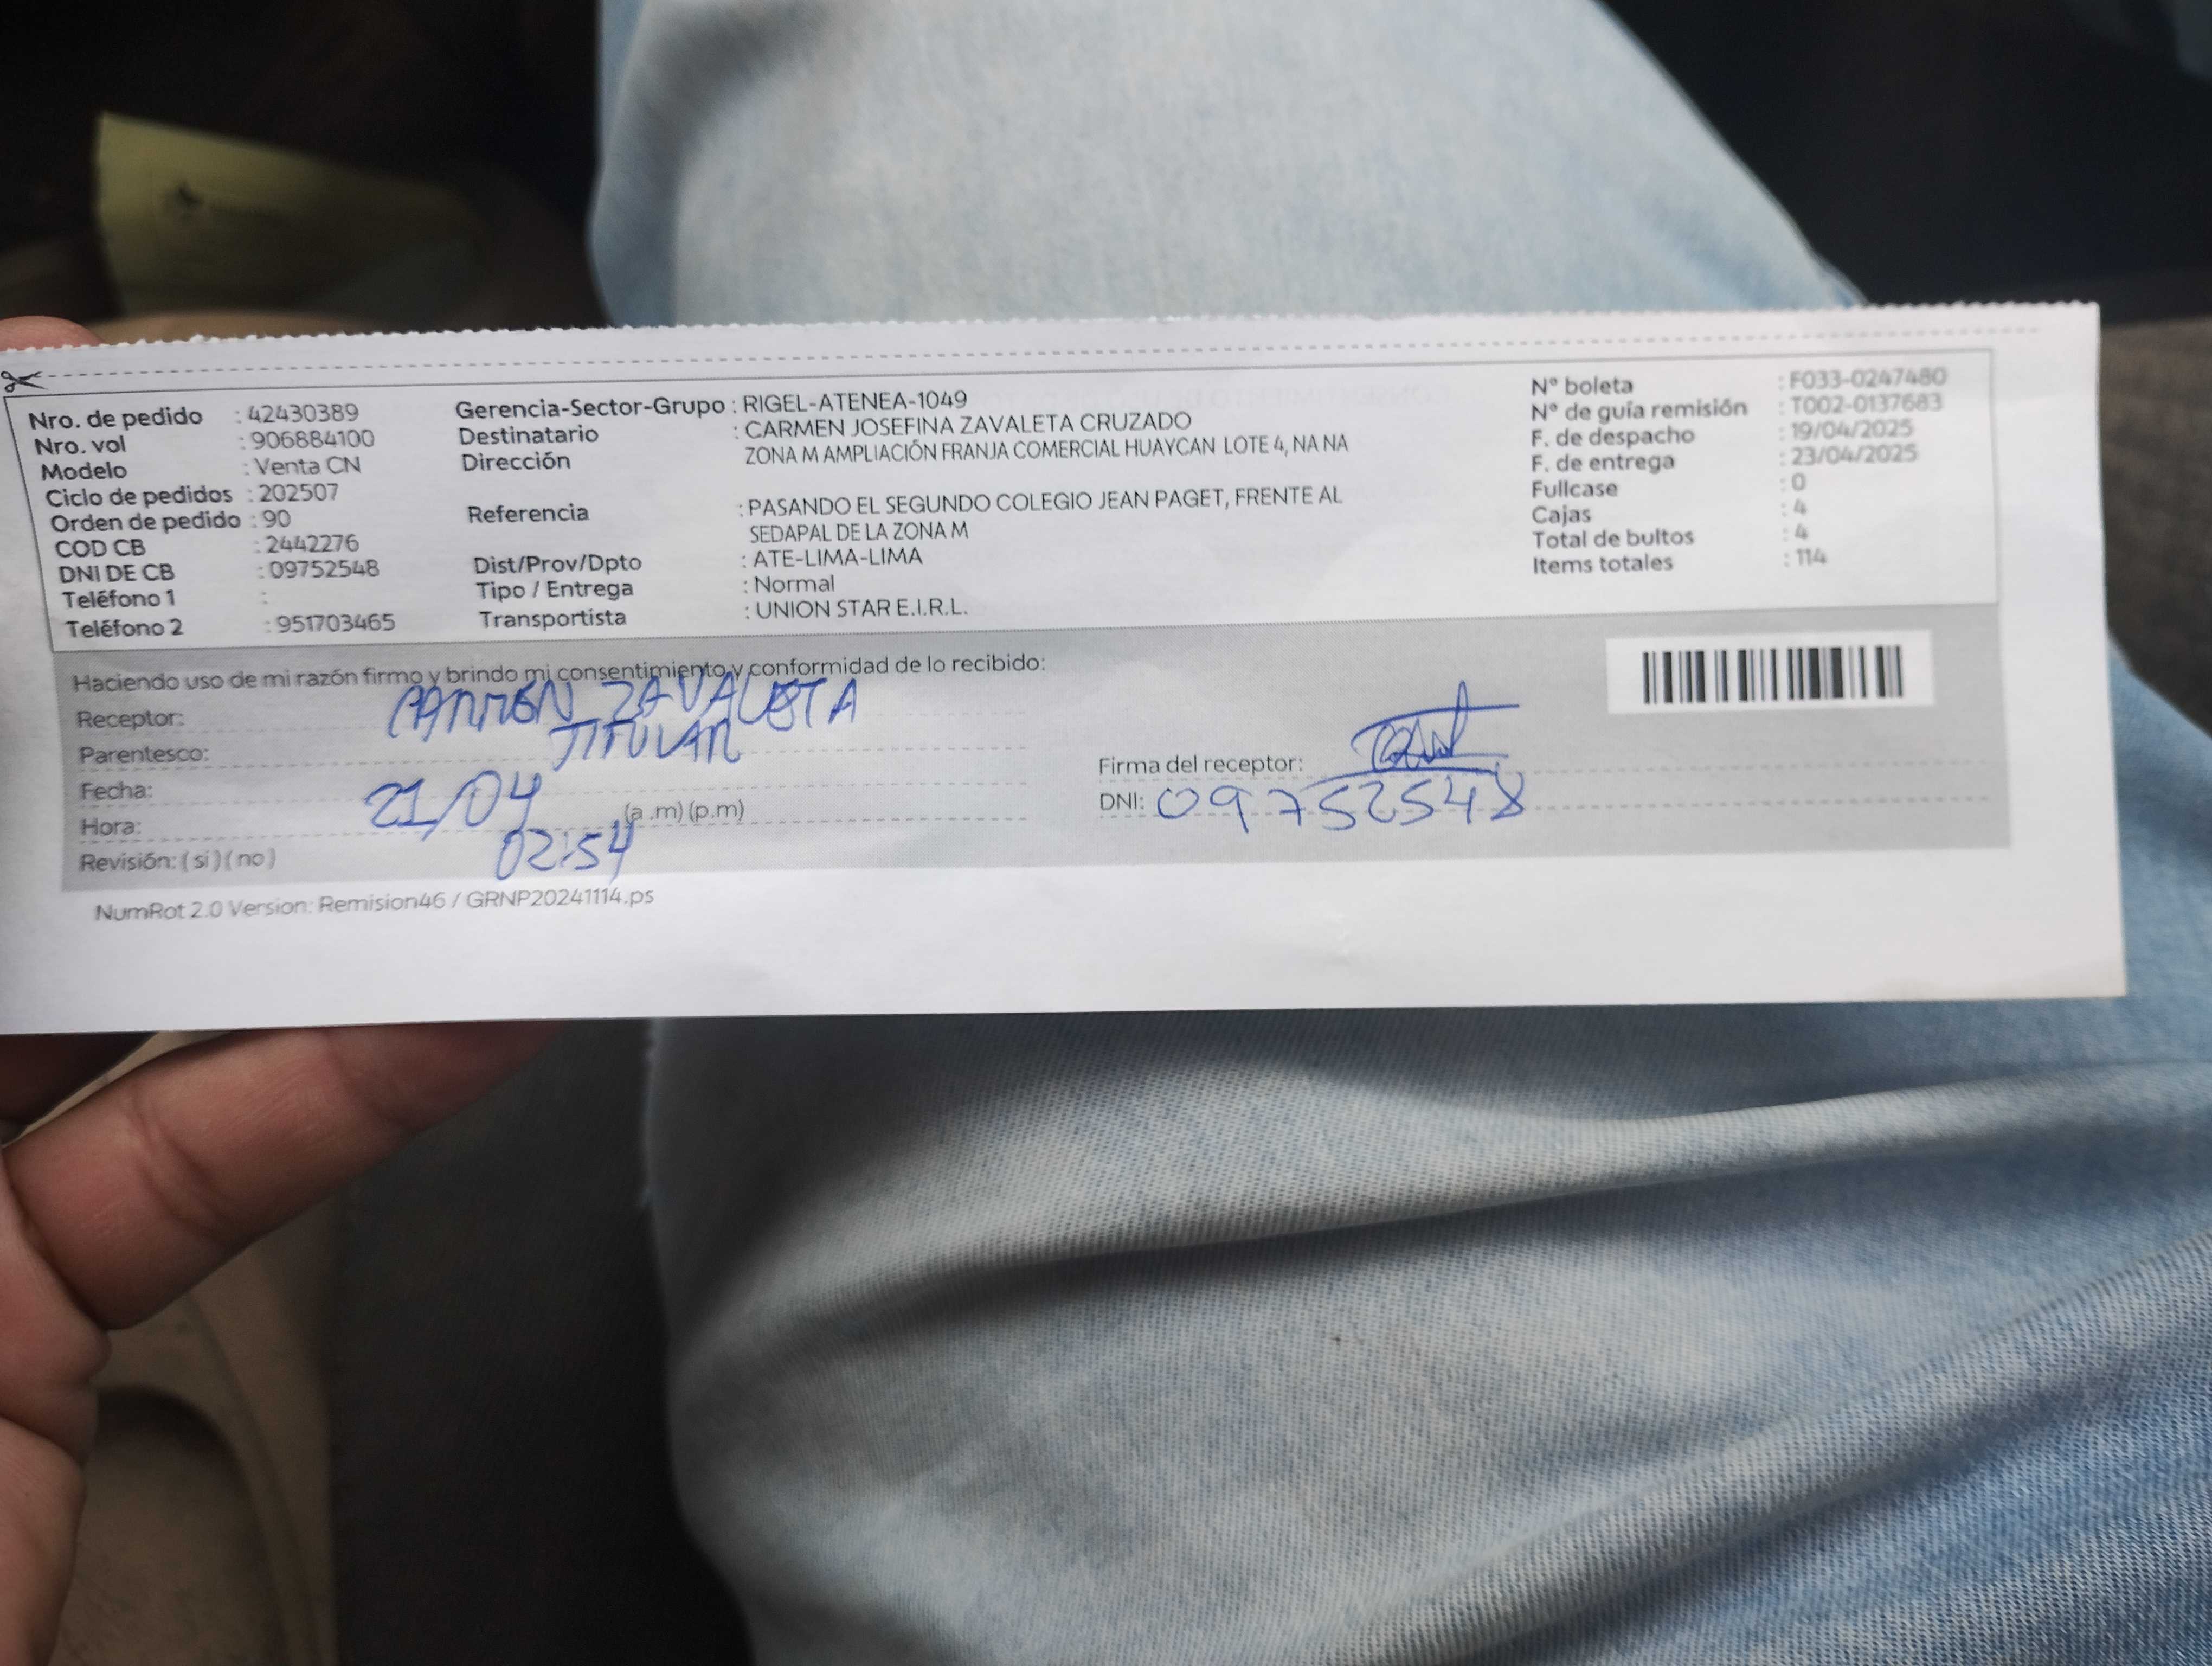 Nro. de pedido : 42430389
Nro. vol : 906884100
Modelo : Venta CN
Ciclo de pedidos : 202507
Orden de pedido : 90
COD CB : 2442276
DNI DE CB : 09752548
Teléfono 1 :
Teléfono 2 : 951703465
Gerencia-Sector-Grupo : RIGEL-ATENEA-1049
Destinatario : CARMEN JOSEFINA ZAVALETA CRUZADO
Dirección ZONA M AMPLIACIÓN FRANJA COMERCIAL HUAYCAN LOTE 4, NA NA
Referencia : PASANDO EL SEGUNDO COLEGIO JEAN PAGET, FRENTE AL
SEDAPAL DE LA ZONA M
Dist/Prov/Dpto : ATE-LIMA-LIMA
Tipo / Entrega : Normal
Transportista : UNION STAR E.I.R.L.
N° boleta : F033-0247480
N° de guía remisión : T002-0137683
F. de despacho : 19/04/2025
F. de entrega : 23/04/2025
Fullcase : 0
Cajas : 4
Total de bultos : 4
Items totales : 114
Haciendo uso de mi razón firmo y brindo mi consentimiento y conformidad de lo recibido:
Receptor: CARMEN ZAVALETA
Parentesco: TITULAR
Fecha: 21/04
Hora: 02:54 (a .m) (p.m)
Revisión: ( si ) ( no )
Firma del receptor:
DNI: 09752548
NumRot 2.0 Version: Remision46 / GRNP20241114.ps